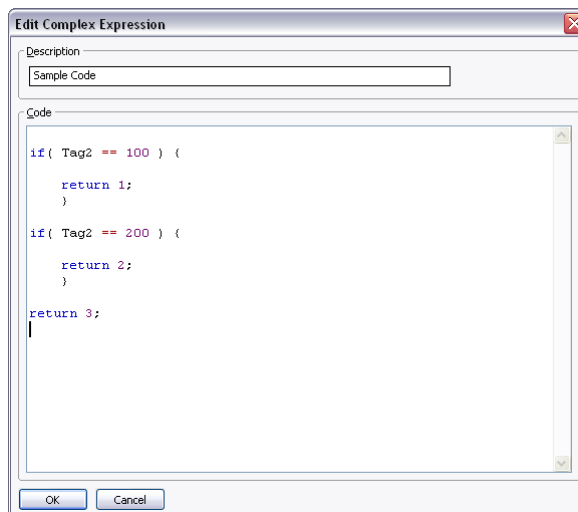 Edit Complex Expression
Description
Sample Code
Code
if( Tag2 == 100 ) {
return 1;
}
if( Tag2 == 200 ) {
return 2;
}
return 3;
OK Cancel